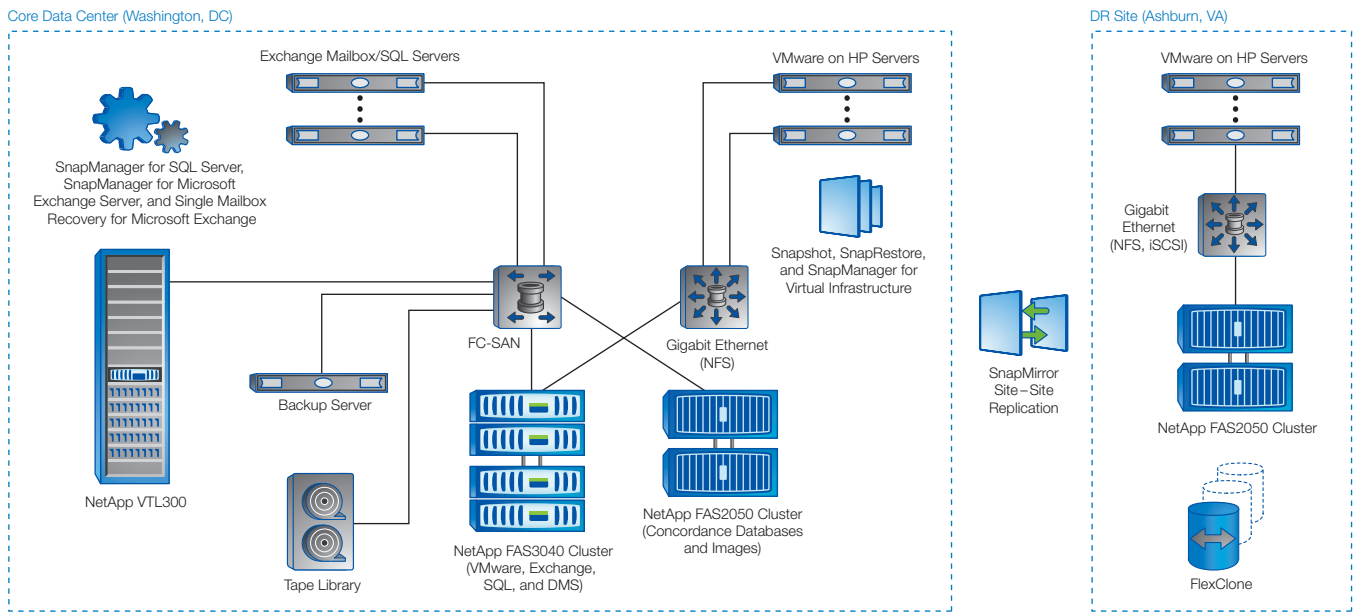 Core Data Center (Washington, DC)
DR Site (Ashburn, VA)
Exchange Mailbox/SQL Servers
VMware on HP Servers
VMware on HP Servers
SnapManager for SQL Server,
SnapManager for Microsoft
Exchange Server, and Single Mailbox
Recovery for Microsoft Exchange
Snapshot, SnapRestore,
and SnapManager for
Virtual Infrastructure
Gigabit
Ethernet
(NFS, iSCSI)
FC-SAN
Gigabit Ethernet
(NFS)
SnapMirror
Site–Site
Replication
Backup Server
NetApp FAS2050 Cluster
NetApp VTL300
NetApp FAS2050 Cluster
(Concordance Databases
and Images)
NetApp FAS3040 Cluster
(VMware, Exchange,
SQL, and DMS)
Tape Library
FlexClone